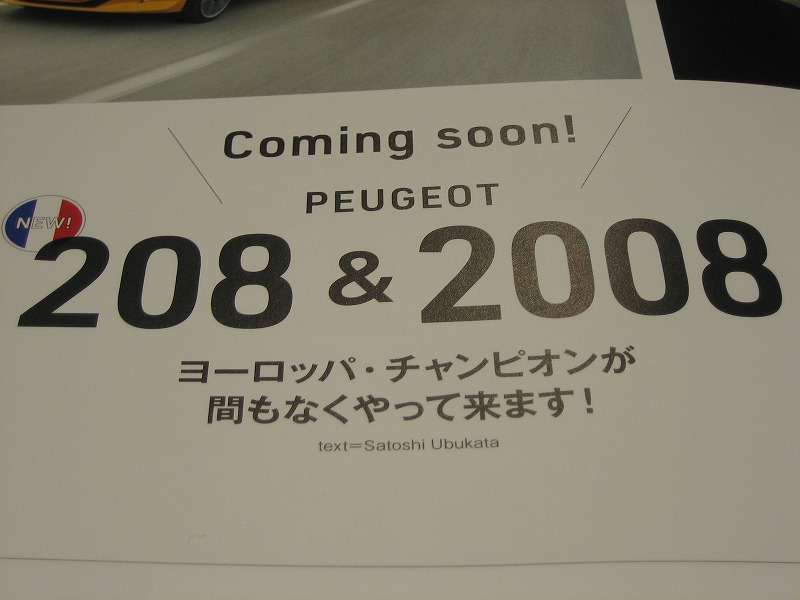 Coming soon!
PEUGEOT
NEW!
208 & 2008
ヨーロッパ・チャンピオンが
間もなくやって来ます!
text=Satoshi Ubukata